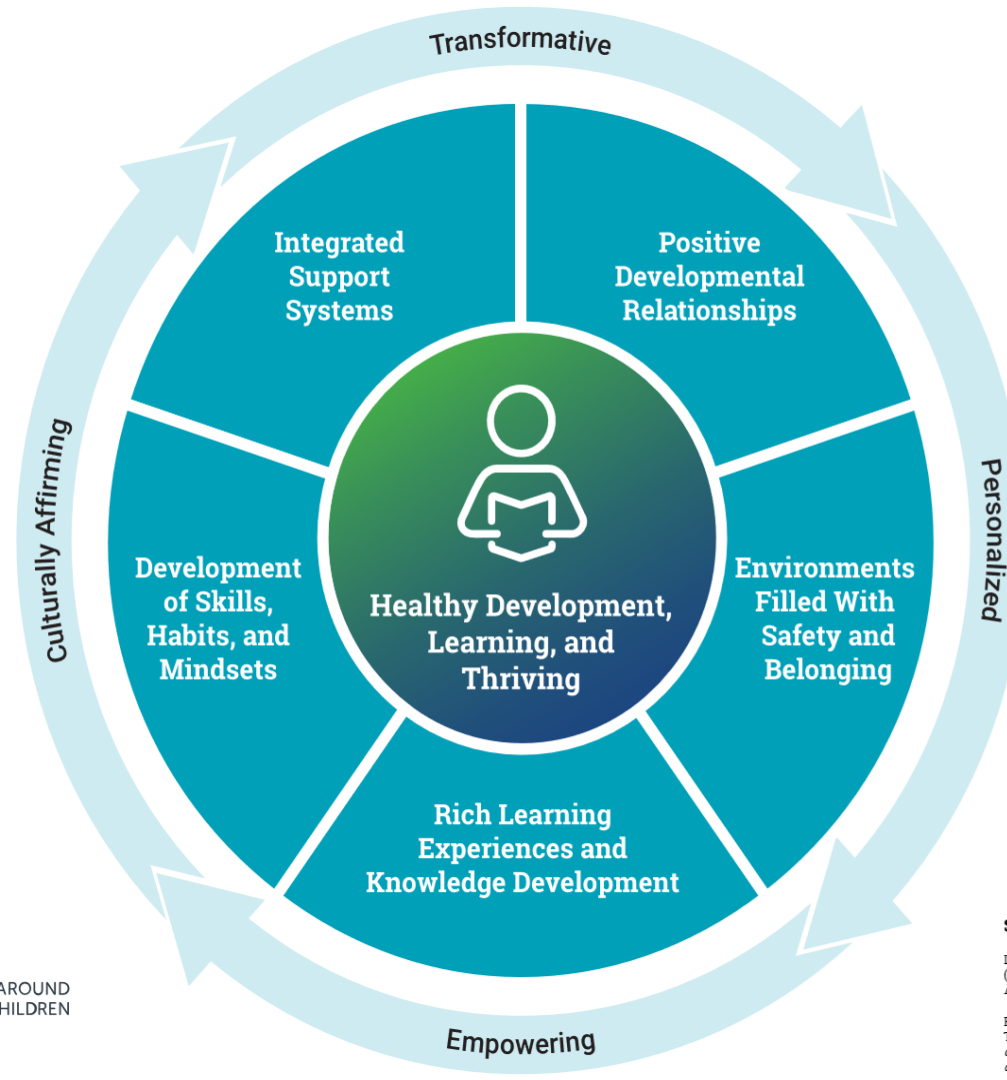 Transformative
Integrated
Support
Systems
Positive
Developmental
Relationships
Culturally Affirming
Personalized
Development
of Skills,
Habits, and
Mindsets
Healthy Development,
Learning, and
Thriving
Environments
Filled With
Safety and
Belonging
Rich Learning
Experiences and
Knowledge Development
Empowering
AROUND
HILDREN